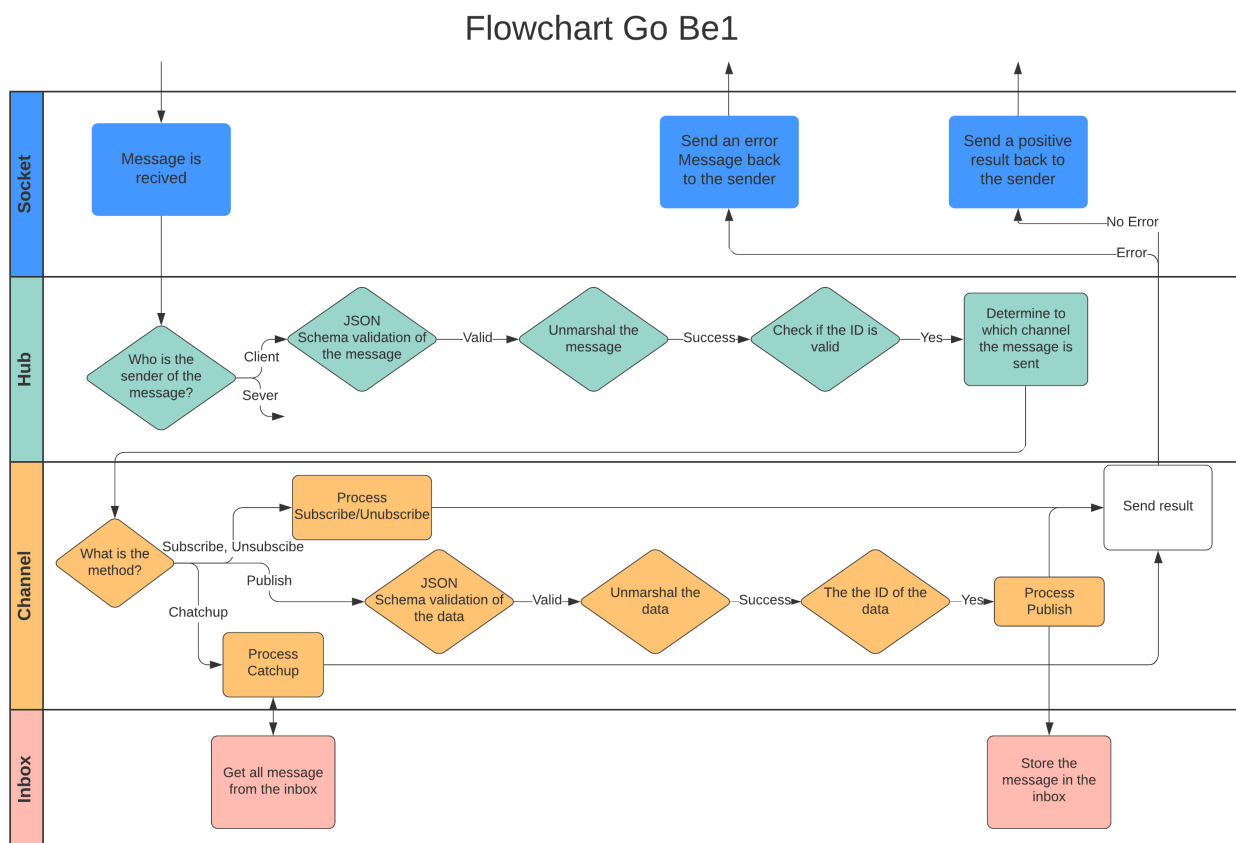 Flowchart Go Be1
Socket
Message is
recived
Send an error
Message back
to the sender
Send a positive
result back to
the sender
No Error
Error
Hub
Who is the
sender of the
message?
Client
Sever
JSON
Schema validation of
the message
Valid
Unmarshal the
message
Success
Check if the ID is
valid
Yes
Determine to
which channel
the message is
sent
Channel
What is the
method?
Subscribe, Unsubscibe
Publish
Chatchup
Process
Subscribe/Unubscribe
Send result
JSON
Schema validation of
the data
Valid
Unmarshal the
data
Success
The the ID of the
data
Yes
Process
Publish
Process
Catchup
Inbox
Get all message
from the inbox
Store the
message in the
inbox